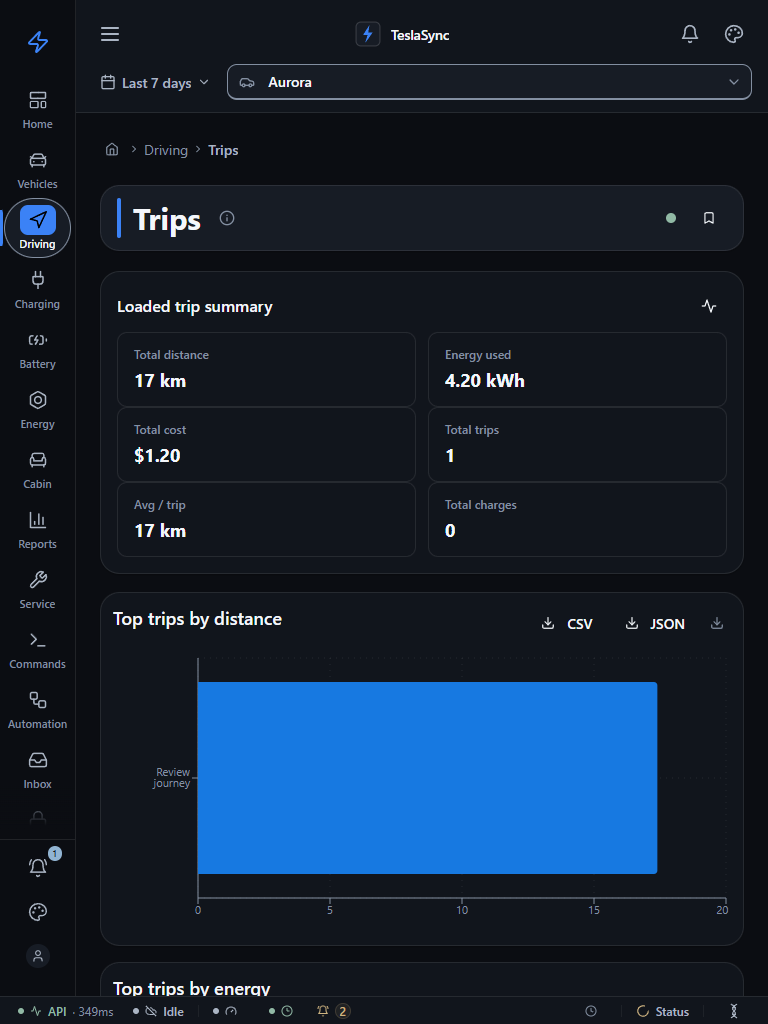 TeslaSync
Last 7 days
Aurora
Home
Vehicles
Driving
Charging
Battery
Energy
Cabin
Reports
Service
Commands
Automation
Inbox
1
Driving
Trips
Trips
Loaded trip summary
Total distance
17 km
Energy used
4.20 kWh
Total cost
$1.20
Total trips
1
Avg / trip
17 km
Total charges
0
Top trips by distance
CSV
JSON
Review
journey
0
5
10
15
20
Top trips by energy
API · 349ms
Idle
2
Status